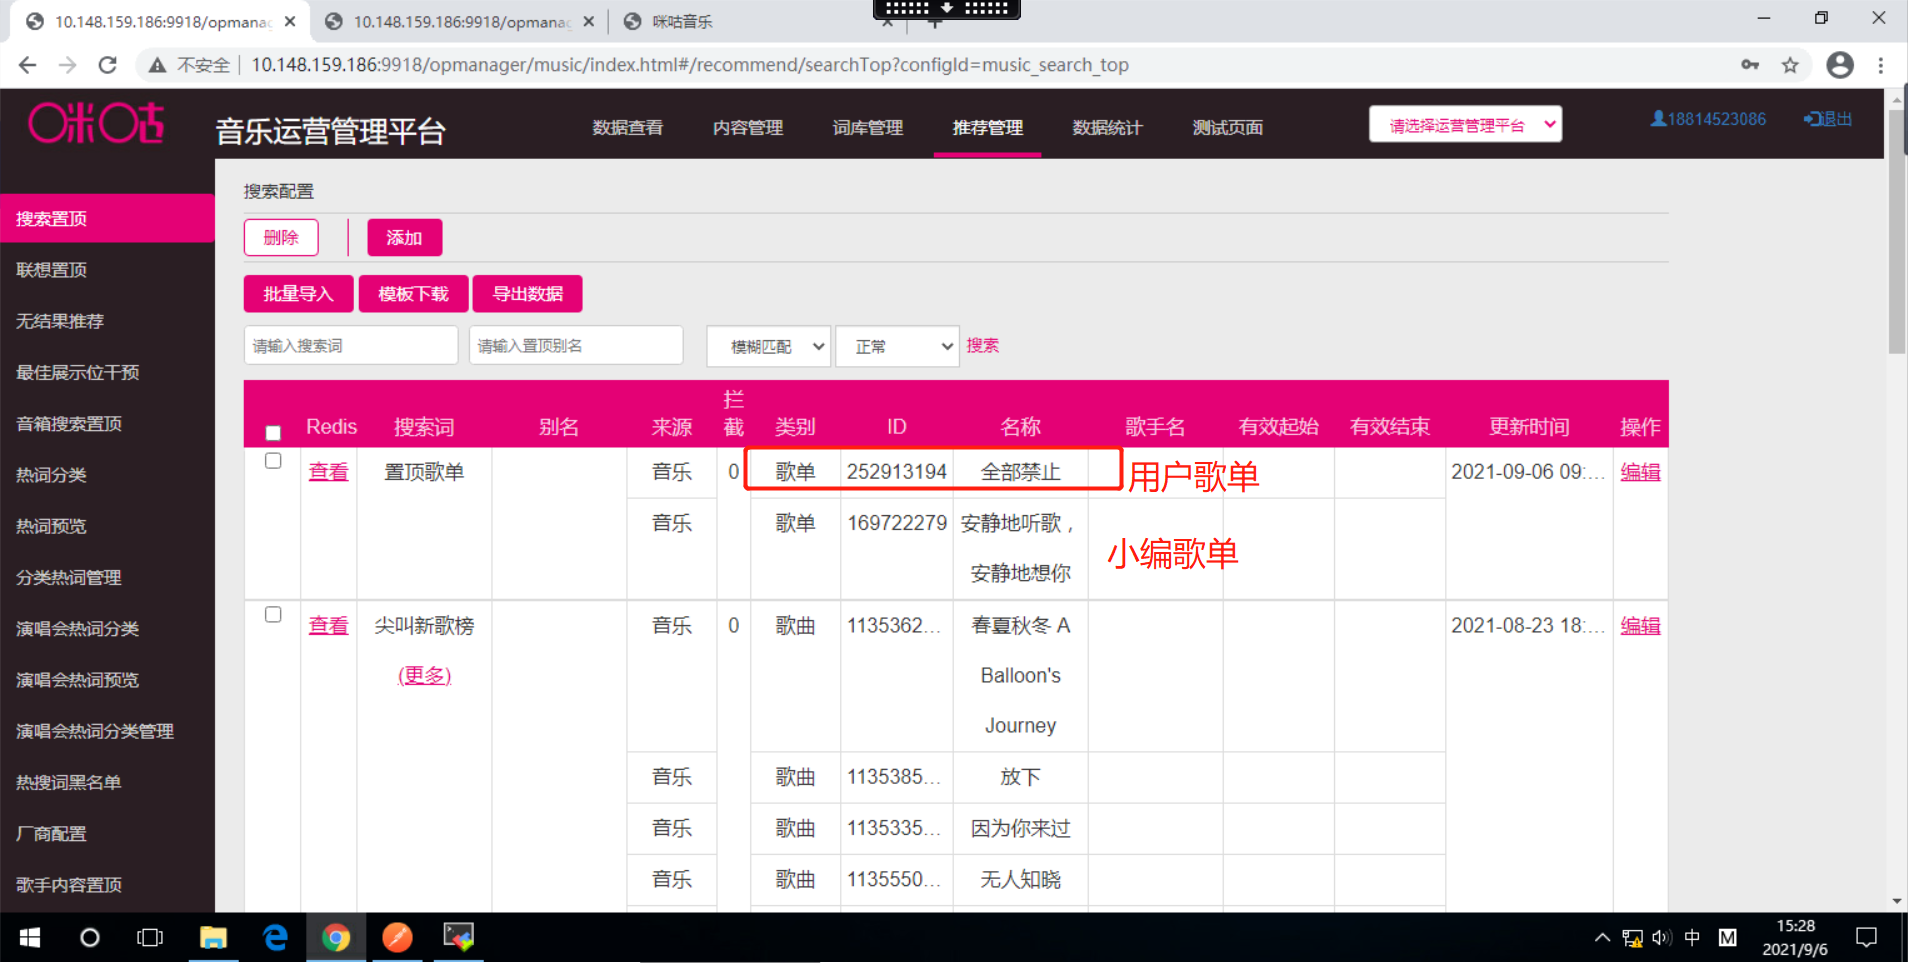 10.148.159.186:9918/opmana
10.148.159.186:9918/opmana
咪咕音乐
不安全
10.148.159.186:9918/opmanager/music/index.html#/recommend/searchTop?configId=music_search_top
咪咕
音乐运营管理平台
数据查看
内容管理
词库管理
推荐管理
数据统计
测试页面
请选择运营管理平台
18814523086
退出
搜索置顶
联想置顶
无结果推荐
最佳展示位干预
音箱搜索置顶
热词分类
热词预览
分类热词管理
演唱会热词分类
演唱会热词预览
演唱会热词分类管理
热搜词黑名单
厂商配置
歌手内容置顶
搜索配置
删除
添加
批量导入
模板下载
导出数据
请输入搜索词
请输入置顶别名
模糊匹配
正常
搜索
Redis 搜索词 别名 来源 拦截 类别 ID 名称 歌手名 有效起始 有效结束 更新时间 操作
查看 置顶歌单 音乐 0 歌单 252913194 全部禁止 用户歌单 2021-09-06 09:... 编辑
音乐 歌单 169722279 安静地听歌，
安静地想你
小编歌单
查看 尖叫新歌榜 音乐 0 歌曲 1135362... 春夏秋冬 A 2021-08-23 18:... 编辑
(更多) Balloon's
Journey
音乐 歌曲 1135385... 放下
音乐 歌曲 1135335... 因为你来过
音乐 歌曲 1135550... 无人知晓
中
M
15:28
2021/9/6